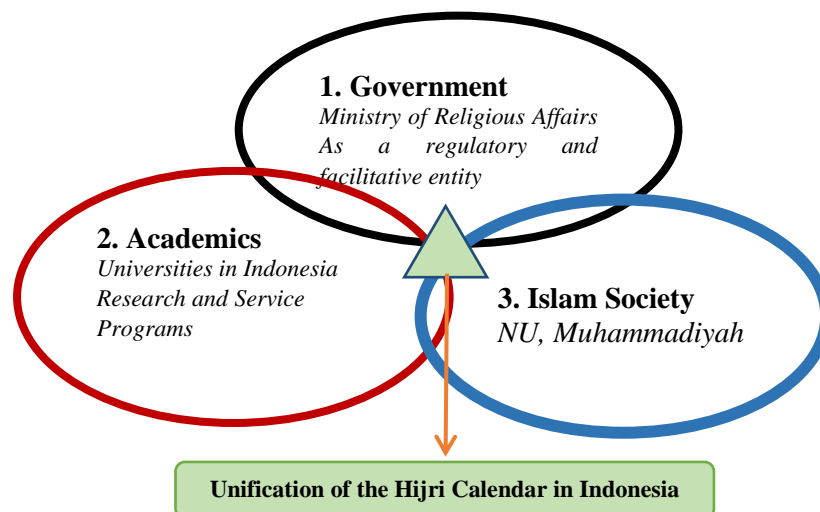 1. Government
Ministry of Religious Affairs
As a regulatory and
facilitative entity
2. Academics
Universities in Indonesia
Research and Service
Programs
3. Islam Society
NU, Muhammadiyah
Unification of the Hijri Calendar in Indonesia